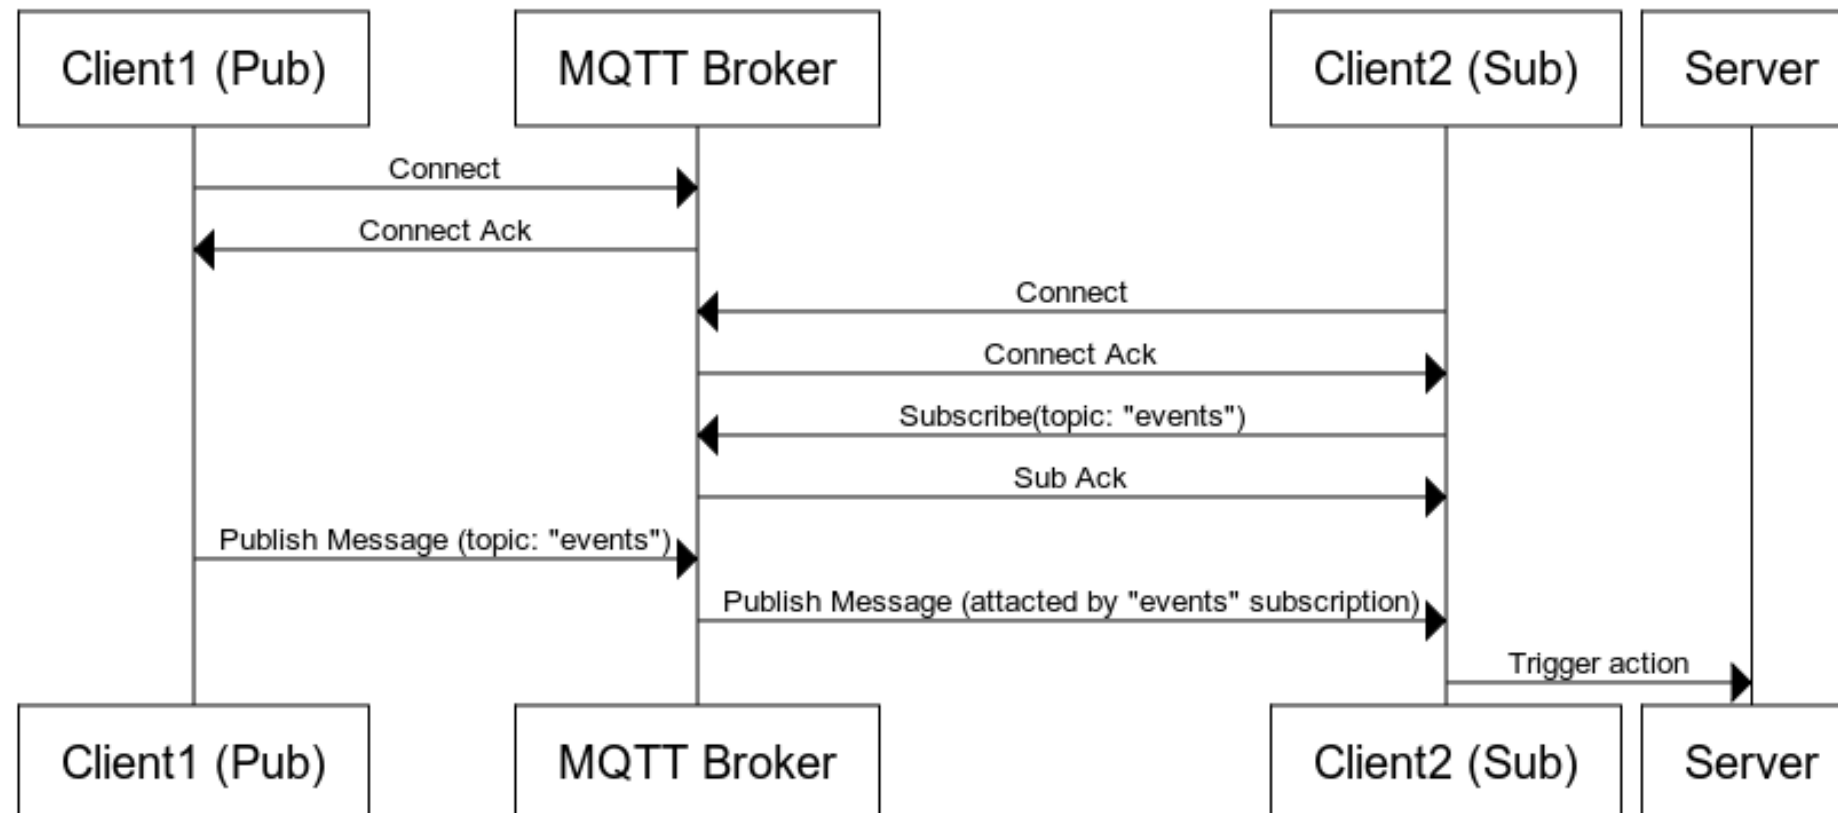 Client1 (Pub)
MQTT Broker
Client2 (Sub)
Server
Connect
Connect Ack
Connect
Connect Ack
Subscribe(topic: "events")
Sub Ack
Publish Message (topic: "events")
Publish Message (attacted by "events" subscription)
Trigger action
Client1 (Pub)
MQTT Broker
Client2 (Sub)
Server